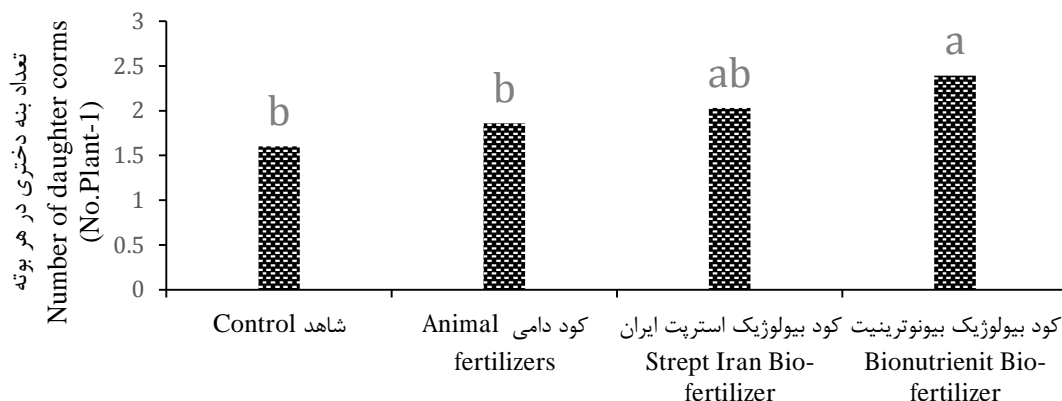 تعداد بنه دختری در هر بوته
Number of daughter corms
(No.Plant-1)
3
2.5
2
1.5
1
0.5
0
b
b
ab
a
شاهد Control
کود دامی Animal
fertilizers
کود بیولوژیک استرپت ایران
Strept Iran Bio-
fertilizer
کود بیولوژیک بیونوترینیت
Bionutrienit Bio-
fertilizer